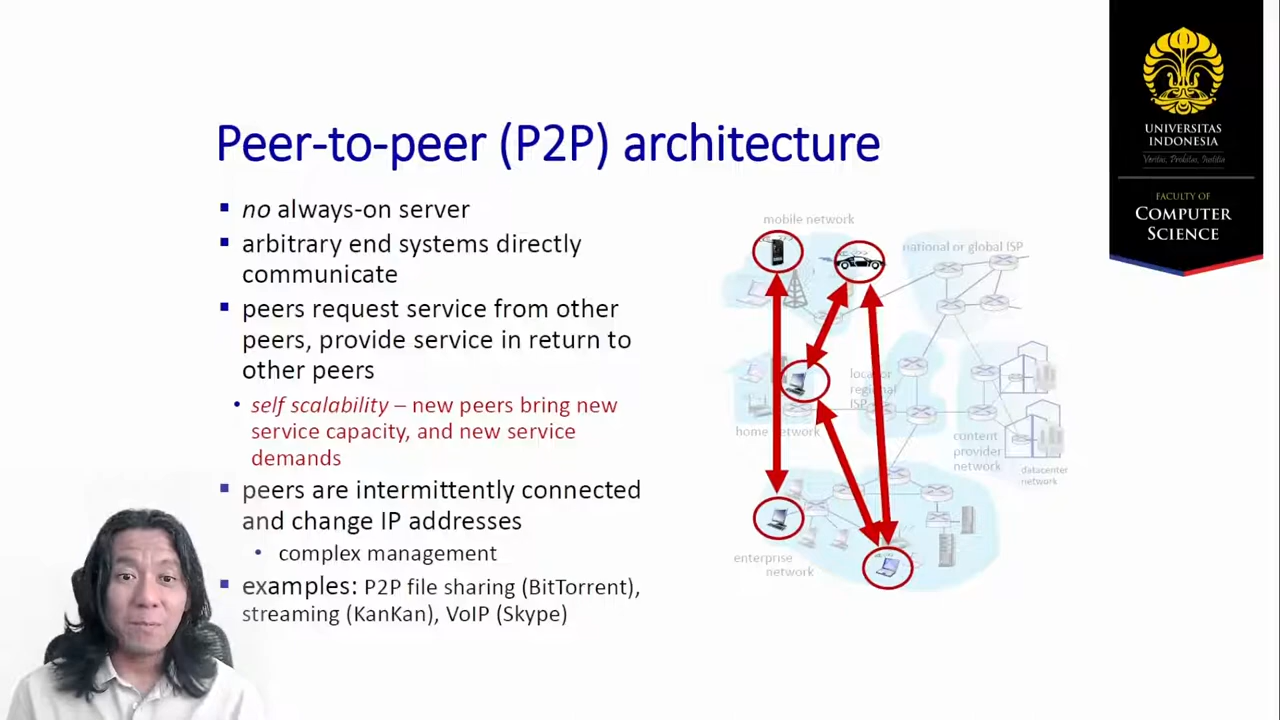 Peer-to-peer (P2P) architecture
no always-on server
arbitrary end systems directly
communicate
peers request service from other
peers, provide service in return to
other peers
self scalability – new peers bring new
service capacity, and new service
demands
peers are intermittently connected
and change IP addresses
complex management
examples: P2P file sharing (BitTorrent),
streaming (KanKan), VoIP (Skype)
mobile network
national or global ISP
local or
regional
ISP
home network
content
provider
network
datacenter
network
enterprise
network
UNIVERSITAS
INDONESIA
Veritas, Probitas, Iustitia
FACULTY OF
COMPUTER
SCIENCE